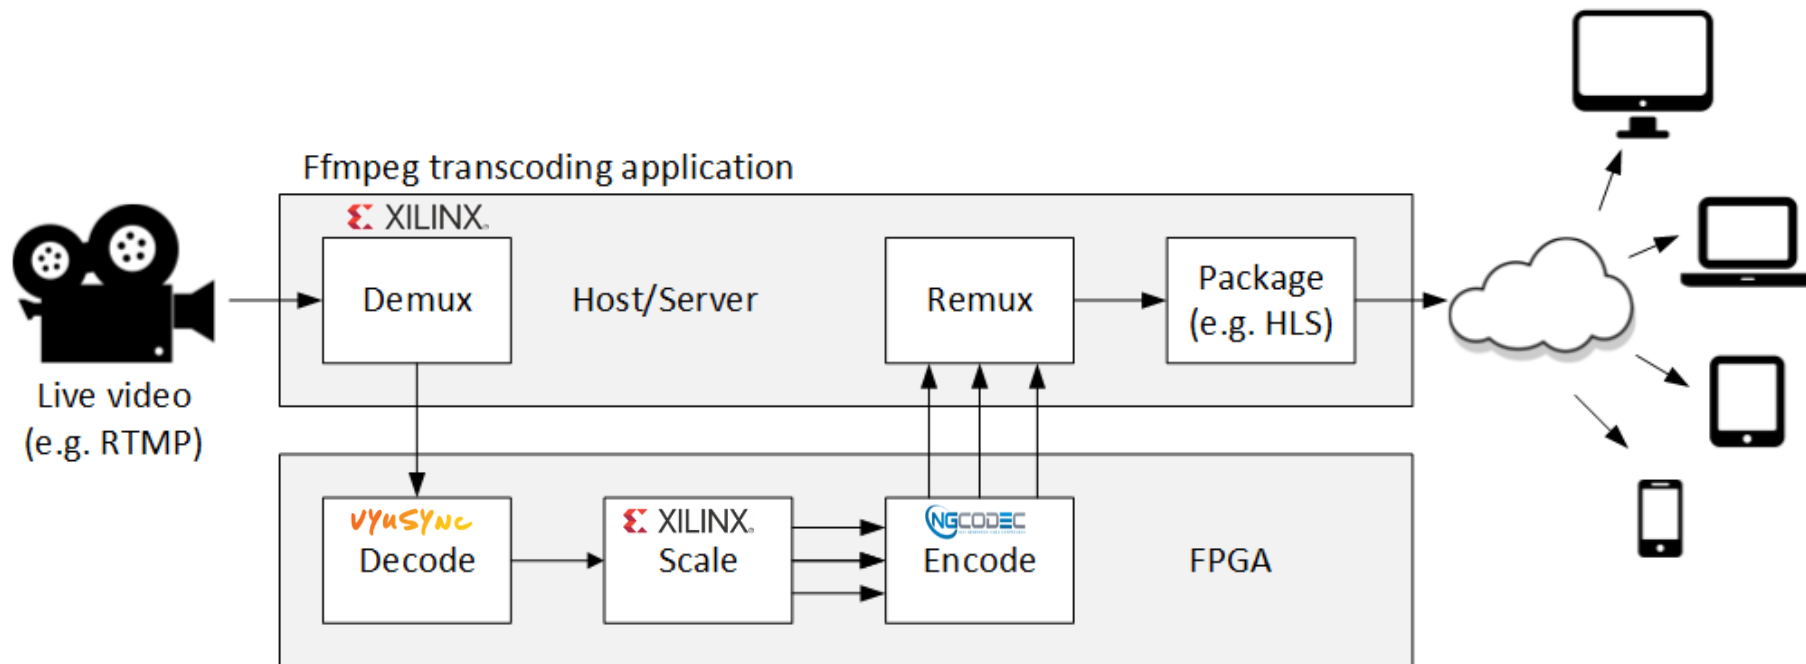 Ffmpeg transcoding application
XILINX
Demux
Host/Server
Remux
Package
(e.g. HLS)
Live video
(e.g. RTMP)
VYUSYNC
Decode
XILINX
Scale
NGCODEC
Encode
FPGA